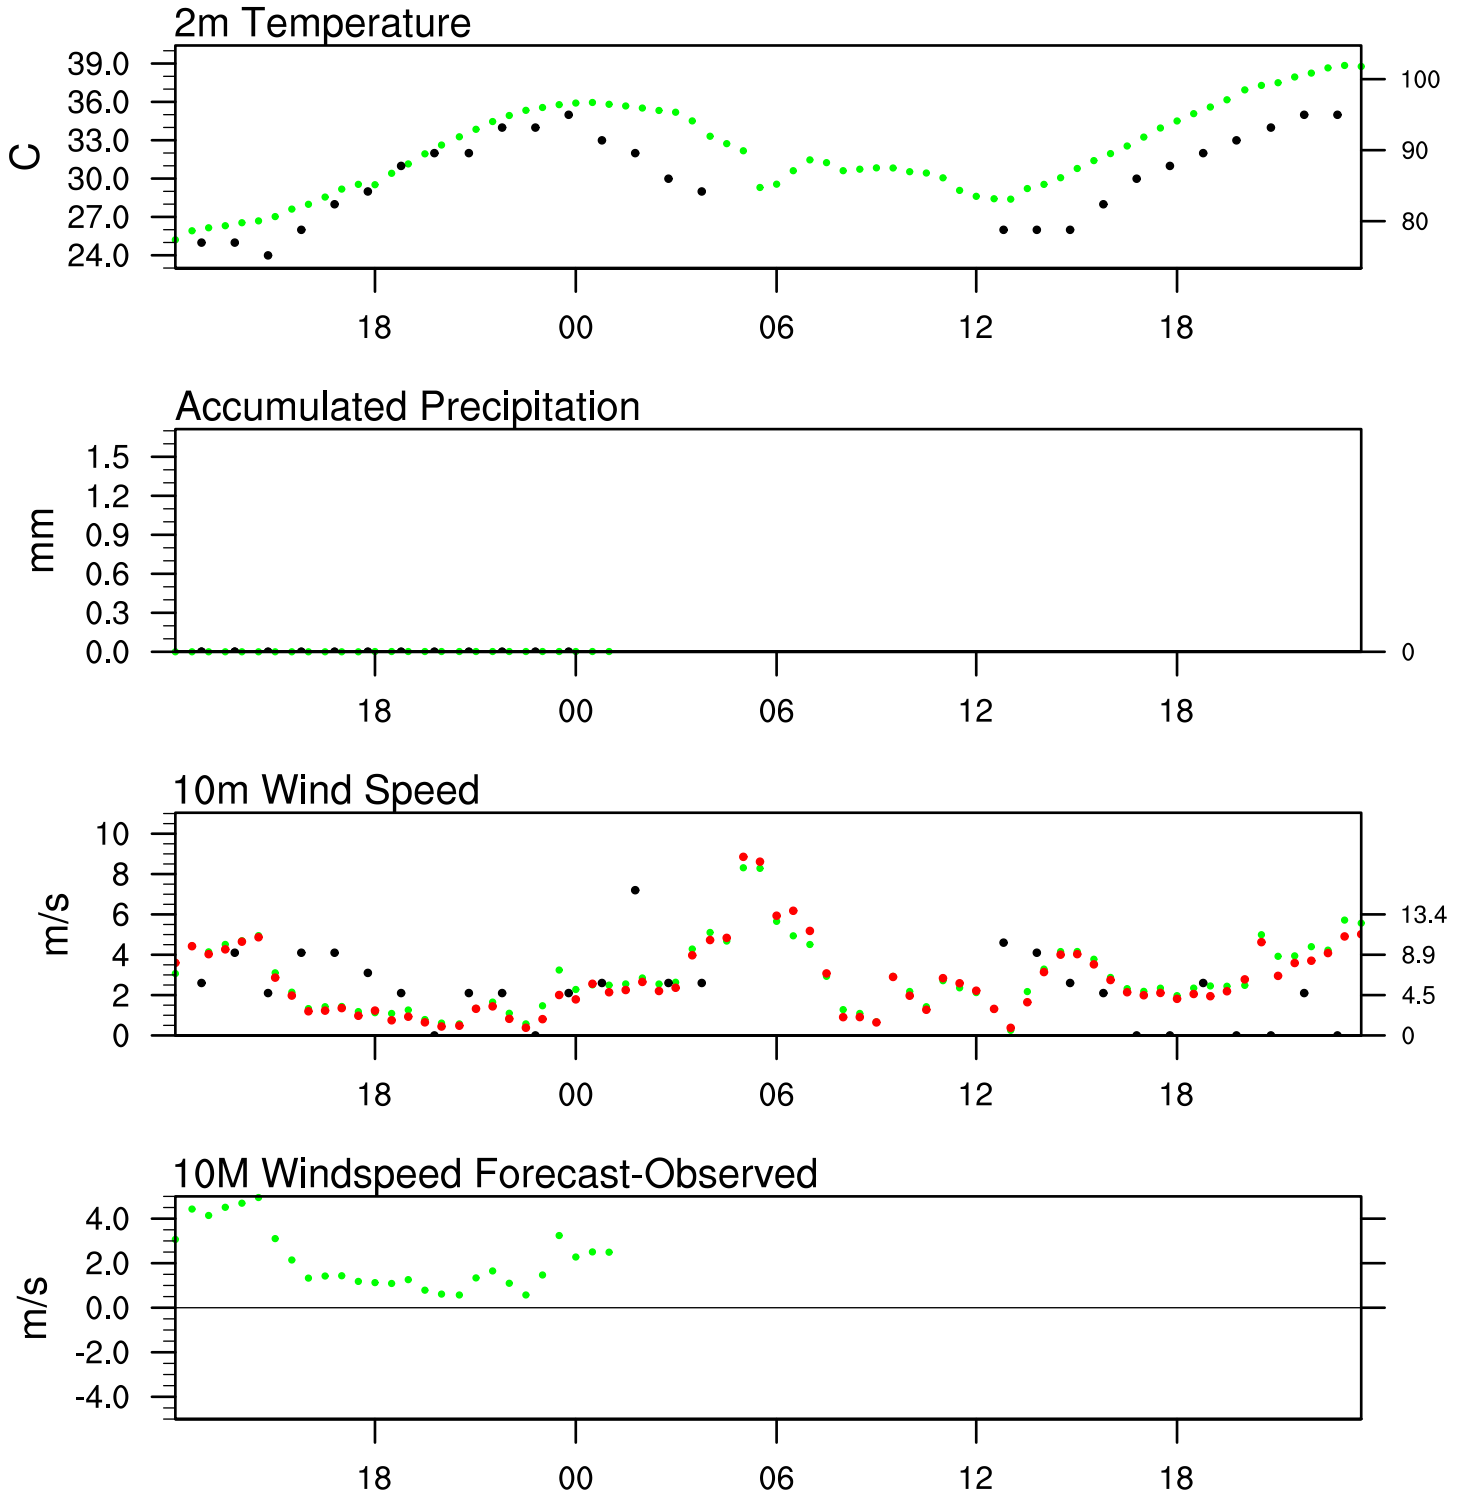 2m Temperature
39.0
36.0
33.0
30.0
27.0
24.0
C
100
90
80
18 00 06 12 18
Accumulated Precipitation
1.5
1.2
0.9
0.6
0.3
0.0
mm
0
18 00 06 12 18
10m Wind Speed
10
8
6
4
2
0
m/s
13.4
8.9
4.5
0
18 00 06 12 18
10M Windspeed Forecast-Observed
4.0
2.0
0.0
-2.0
-4.0
m/s
18 00 06 12 18